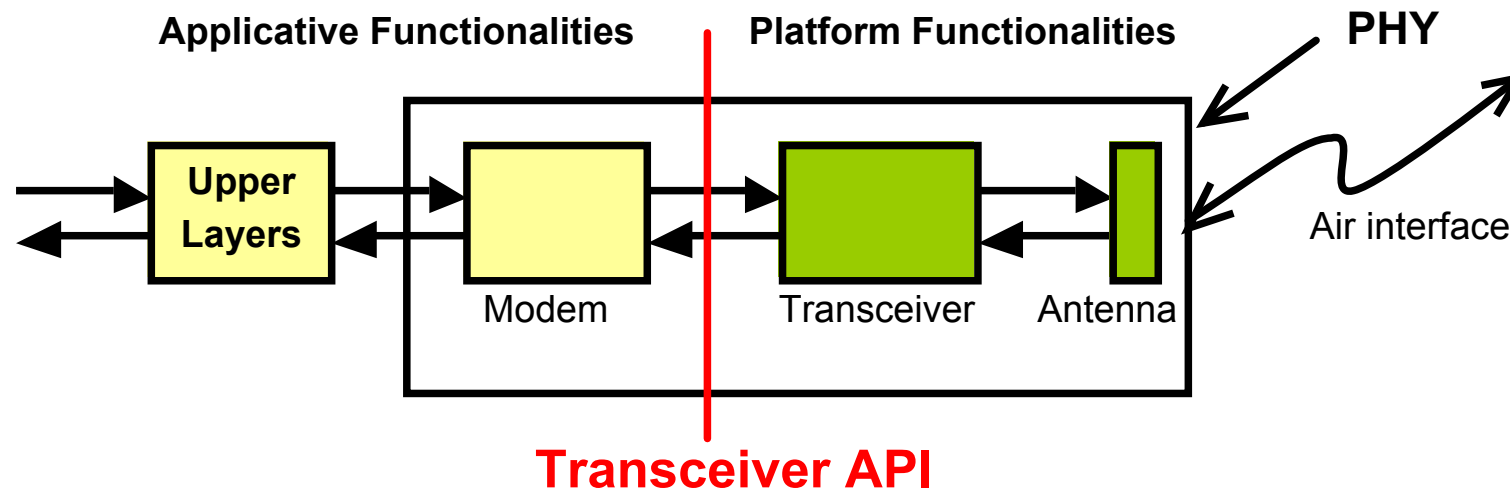 Applicative Functionalities
Platform Functionalities
PHY
Upper
Layers
Air interface
Modem
Transceiver
Antenna
Transceiver API